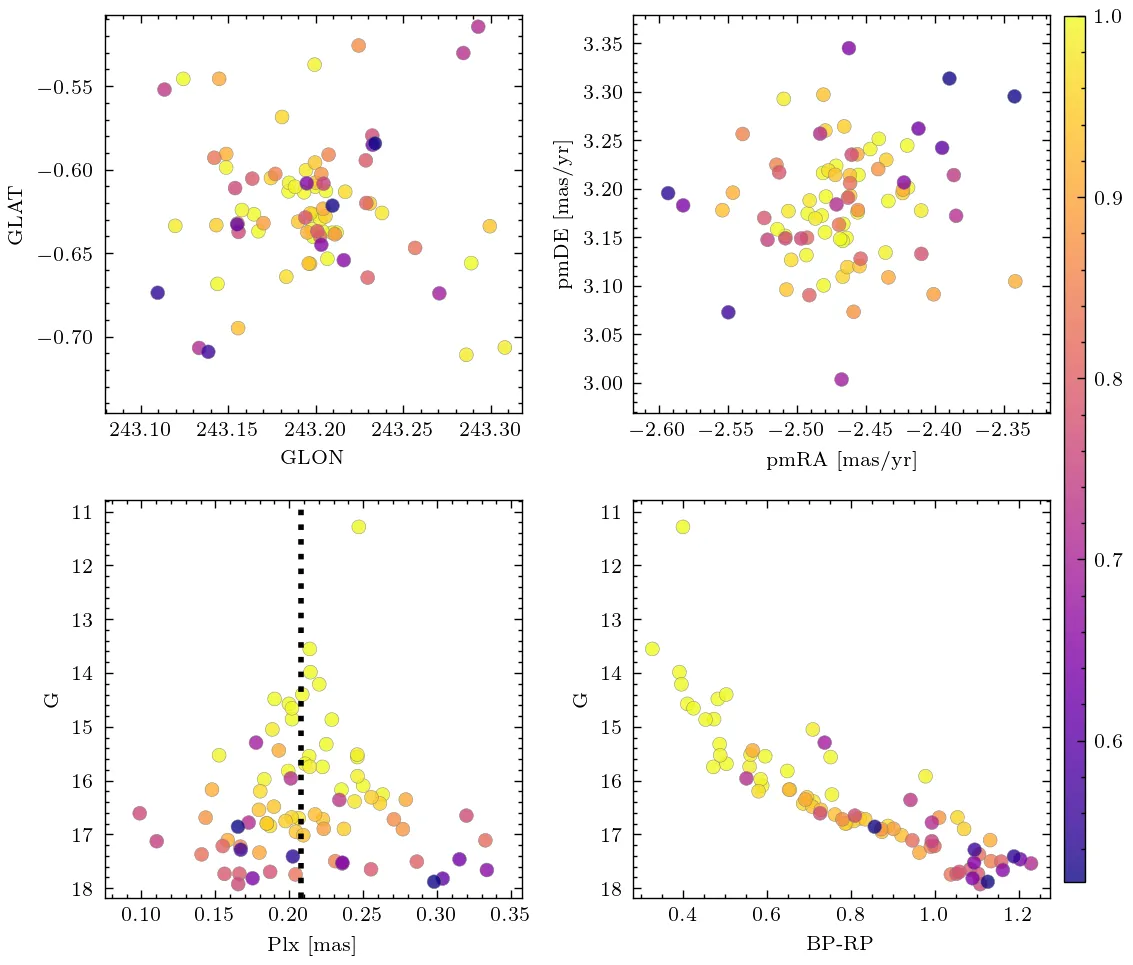 −0.55
−0.60
−0.65
−0.70
GLAT
243.10 243.15 243.20 243.25 243.30
GLON
3.35
3.30
3.25
3.20
3.15
3.10
3.05
3.00
pmDE [mas/yr]
−2.60 −2.55 −2.50 −2.45 −2.40 −2.35
pmRA [mas/yr]
1.0
0.9
0.8
0.7
0.6
11
12
13
14
15
16
17
18
G
0.10 0.15 0.20 0.25 0.30 0.35
Plx [mas]
11
12
13
14
15
16
17
18
G
0.4 0.6 0.8 1.0 1.2
BP-RP